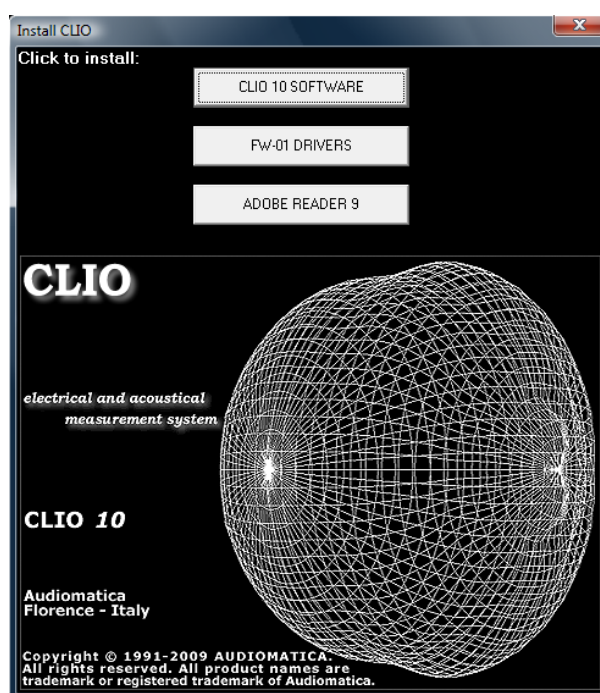 Install CLIO
Click to install:
CLIO 10 SOFTWARE
FW-01 DRIVERS
ADOBE READER 9
CLIO
electrical and acoustical
measurement system
CLIO 10
Audiomatica
Florence - Italy
Copyright © 1991-2009 AUDIOMATICA.
All rights reserved. All product names are
trademark or registered trademark of Audiomatica.